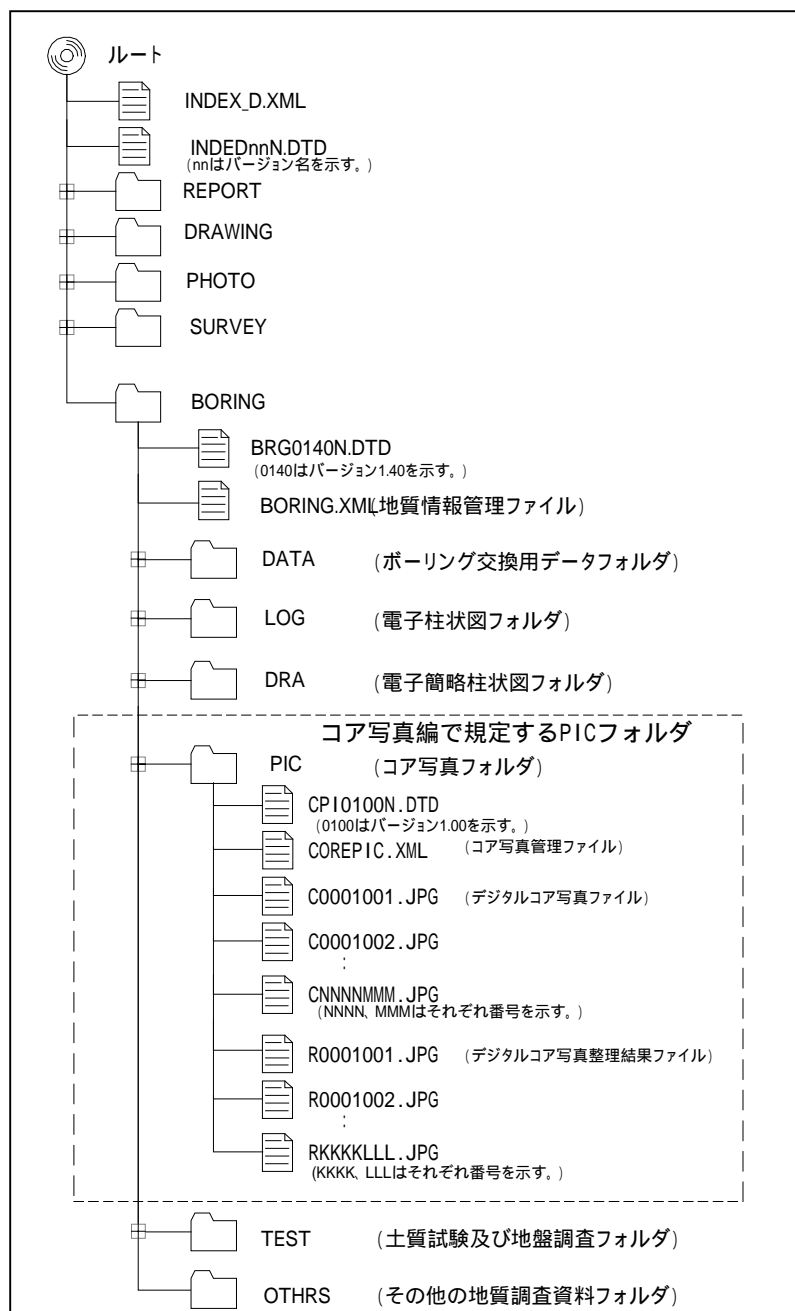 ルート
INDEX_D.XML
INDEDnnN.DTD
(nnはバージョン名を示す。)
REPORT
DRAWING
PHOTO
SURVEY
BORING
BRG0140N.DTD
(0140はバージョン1.40を示す。)
BORING.XML(地質情報管理ファイル)
DATA (ボーリング交換用データフォルダ)
LOG (電子柱状図フォルダ)
DRA (電子簡略柱状図フォルダ)
コア写真編で規定するPICフォルダ
PIC (コア写真フォルダ)
CPI0100N.DTD
(0100はバージョン1.00を示す。)
COREPIC.XML (コア写真管理ファイル)
C0001001.JPG (デジタルコア写真ファイル)
C0001002.JPG
:
CNNNNMMM.JPG
(NNNN、MMMはそれぞれ番号を示す。)
R0001001.JPG (デジタルコア写真整理結果ファイル)
R0001002.JPG
:
RKKKKLLL.JPG
(KKKK、LLLはそれぞれ番号を示す。)
TEST (土質試験及び地盤調査フォルダ)
OTHRS (その他の地質調査資料フォルダ)